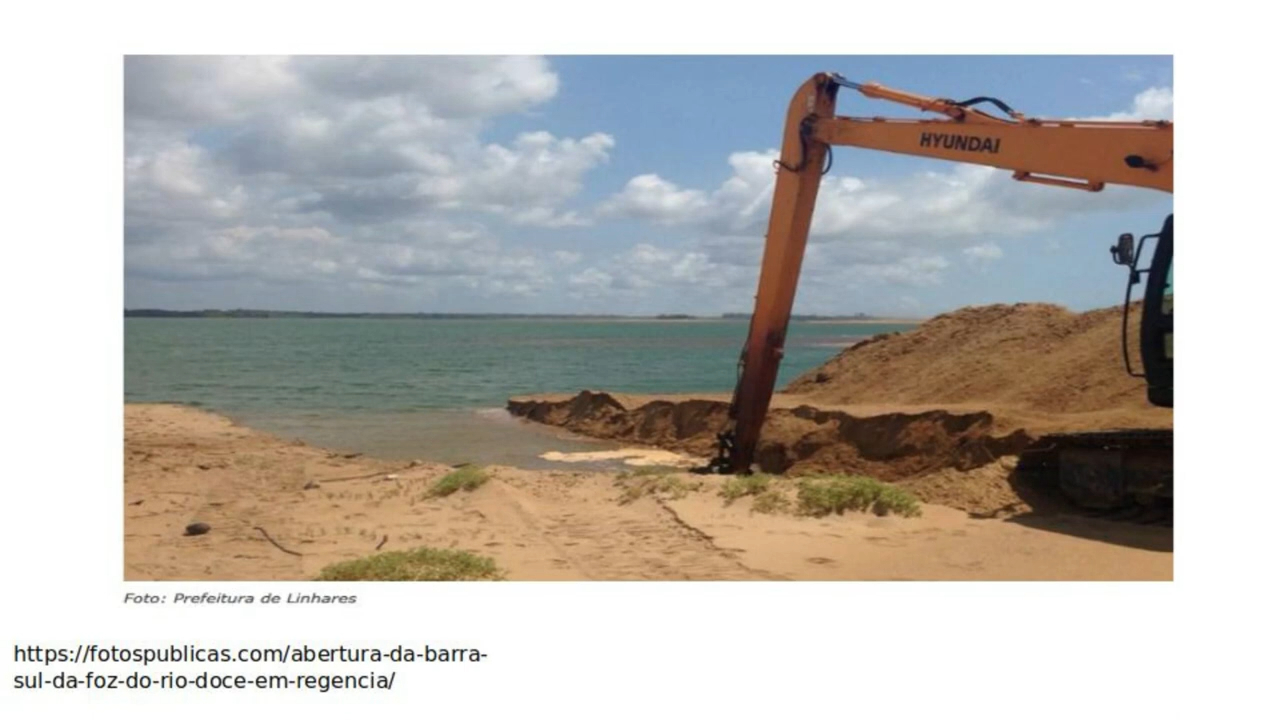 HYUNDAI
Foto: Prefeitura de Linhares
https://fotospublicas.com/abertura-da-barra-
sul-da-foz-do-rio-doce-em-regencia/